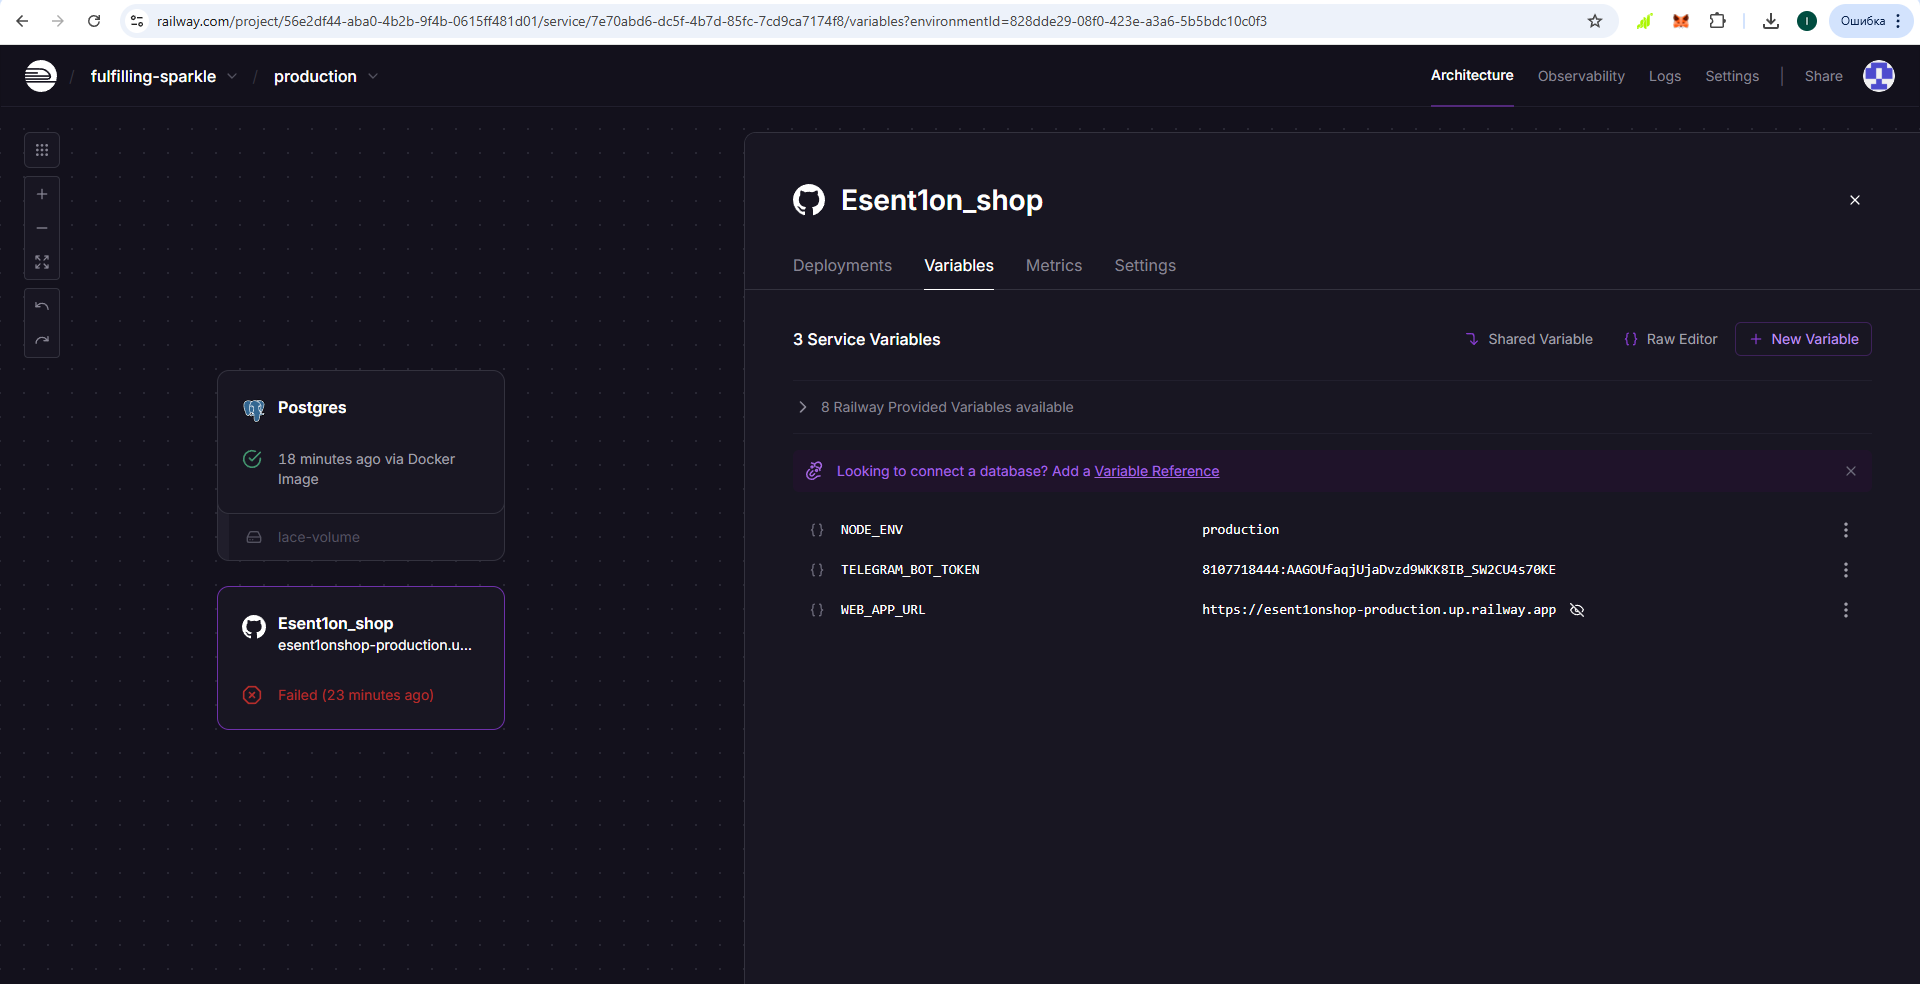 railway.com/project/56e2df44-aba0-4b2b-9f4b-0615ff481d01/service/7e70abd6-dc5f-4b7d-85fc-7cd9ca7174f8/variables?environmentId=828dde29-08f0-423e-a3a6-5b5bdc10c0f3
I
Ошибка
/ fulfilling-sparkle / production
Architecture Observability Logs Settings | Share
Esent1on_shop
Deployments Variables Metrics Settings
3 Service Variables
Shared Variable
{} Raw Editor
+ New Variable
8 Railway Provided Variables available
Looking to connect a database? Add a Variable Reference
{} NODE_ENV production
{} TELEGRAM_BOT_TOKEN 8107718444:AAGOUfaqjUjaDvzd9WKK8IB_SW2CU4s70KE
{} WEB_APP_URL https://esent1onshop-production.up.railway.app
Postgres
18 minutes ago via Docker
Image
lace-volume
Esent1on_shop
esent1onshop-production.u...
Failed (23 minutes ago)